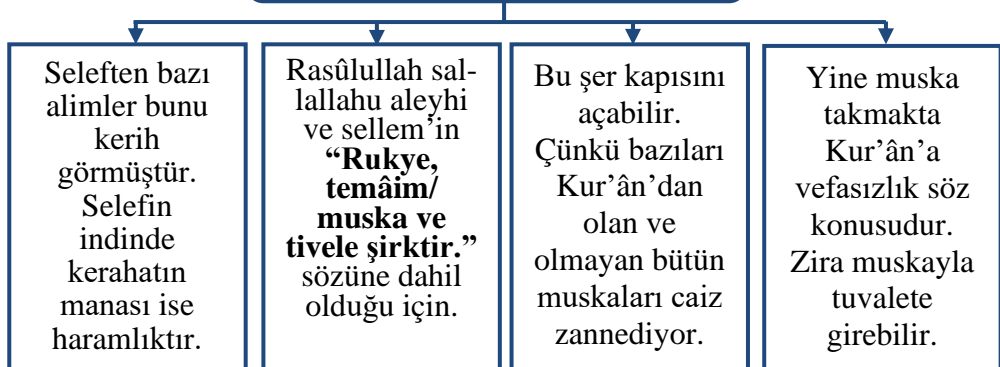 Seleften bazı
alimler bunu
kerih
görmüştür.
Selefin
indinde
kerahatın
manası ise
haramlıktır.
Rasûlullah sal-
lallahu aleyhi
ve sellem’in
“Rukye,
temâim/
muska ve
tivele şirktir.”
sözüne dahil
olduğu için.
Bu şer kapısını
açabilir.
Çünkü bazıları
Kur’ân’dan
olan ve
olmayan bütün
muskaları caiz
zannediyor.
Yine muska
takmakta
Kur’ân’a
vefasızlık söz
konusudur.
Zira muskayla
tuvalete
girebilir.